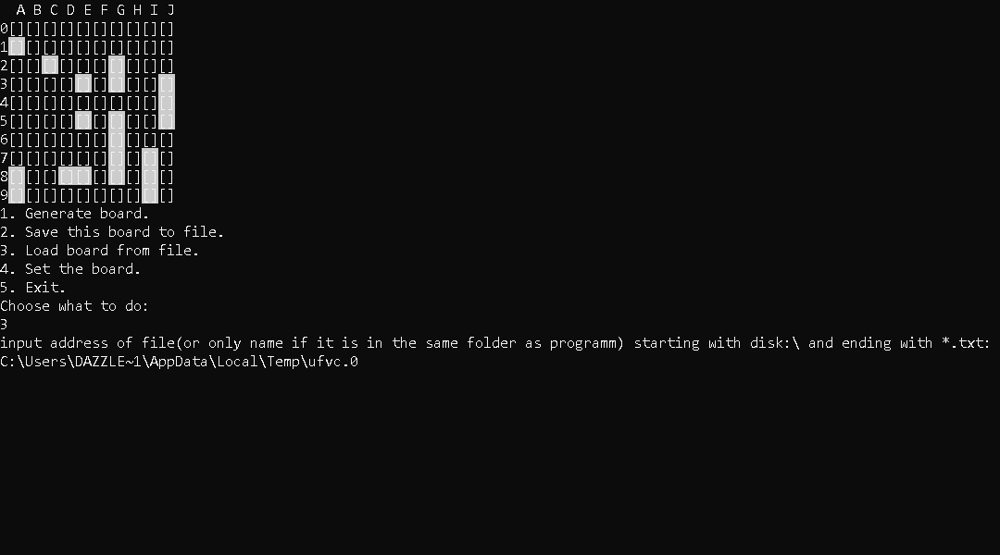 A B C D E F G H I J
0[][][][][][][][][][]
1[][][][][][][][][][]
2[][][][][][][][][][]
3[][][][][][][][][][]
4[][][][][][][][][][]
5[][][][][][][][][][]
6[][][][][][][][][][]
7[][][][][][][][][][]
8[][][][][][][][][][]
9[][][][][][][][][][]
1. Generate board.
2. Save this board to file.
3. Load board from file.
4. Set the board.
5. Exit.
Choose what to do:
3
input address of file(or only name if it is in the same folder as programm) starting with disk:\ and ending with *.txt:
C:\Users\DAZZLE~1\AppData\Local\Temp\ufvc.0